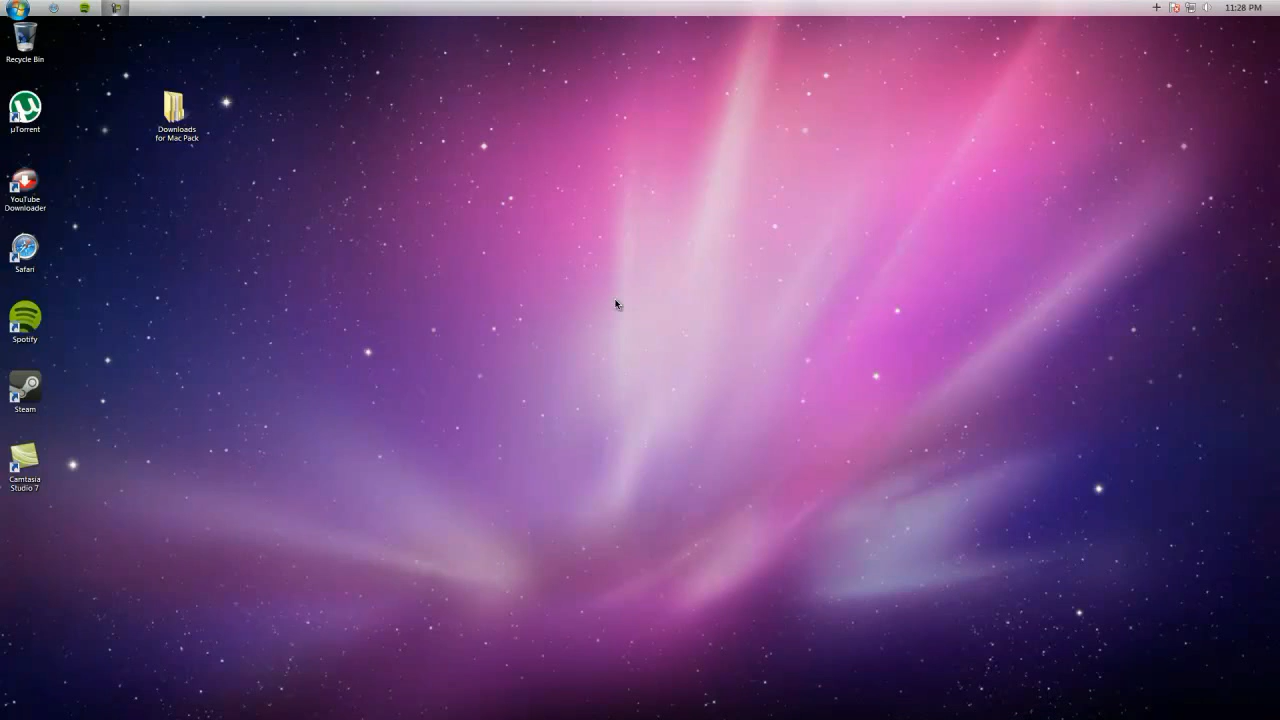 11:28 PM
Recycle Bin
µTorrent
Downloads
for Mac Pack
YouTube
Downloader
Safari
Spotify
Steam
Camtasia
Studio 7